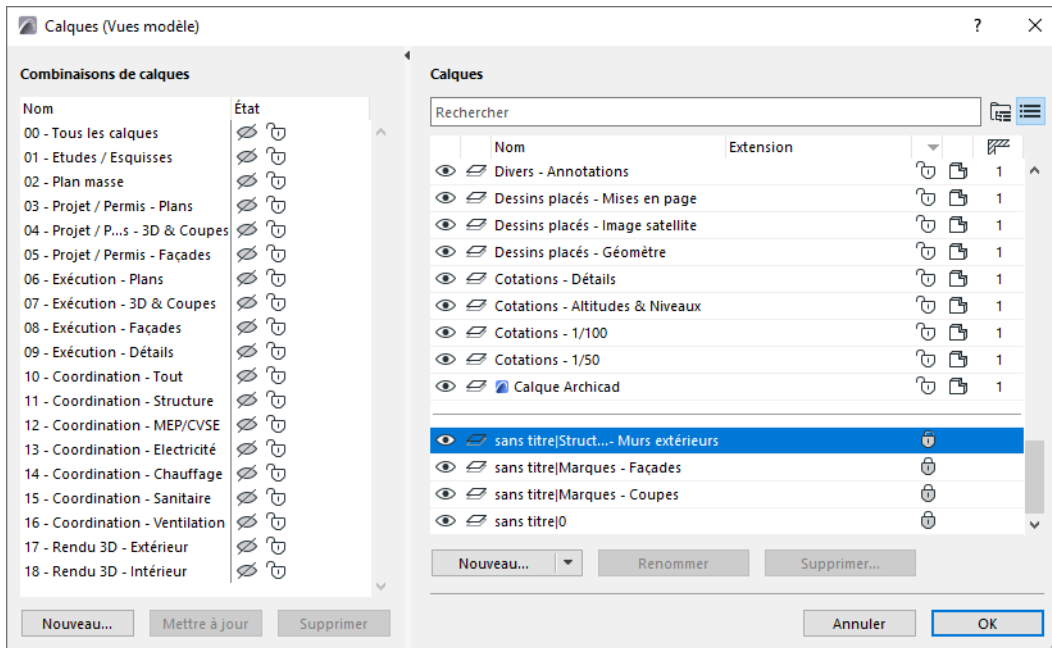 Calques (Vues modèle)
?
Combinaisons de calques
Nom État
00 - Tous les calques
01 - Etudes / Esquisses
02 - Plan masse
03 - Projet / Permis - Plans
04 - Projet / P...s - 3D & Coupes
05 - Projet / Permis - Façades
06 - Exécution - Plans
07 - Exécution - 3D & Coupes
08 - Exécution - Façades
09 - Exécution - Détails
10 - Coordination - Tout
11 - Coordination - Structure
12 - Coordination - MEP/CVSE
13 - Coordination - Electricité
14 - Coordination - Chauffage
15 - Coordination - Sanitaire
16 - Coordination - Ventilation
17 - Rendu 3D - Extérieur
18 - Rendu 3D - Intérieur
Nouveau... Mettre à jour Supprimer
Calques
Rechercher
Nom Extension
Divers - Annotations 1
Dessins placés - Mises en page 1
Dessins placés - Image satellite 1
Dessins placés - Géomètre 1
Cotations - Détails 1
Cotations - Altitudes & Niveaux 1
Cotations - 1/100 1
Cotations - 1/50 1
Calque Archicad 1
sans titre|Struct...- Murs extérieurs
sans titre|Marques - Façades
sans titre|Marques - Coupes
sans titre|0
Nouveau... Renommer Supprimer...
Annuler OK